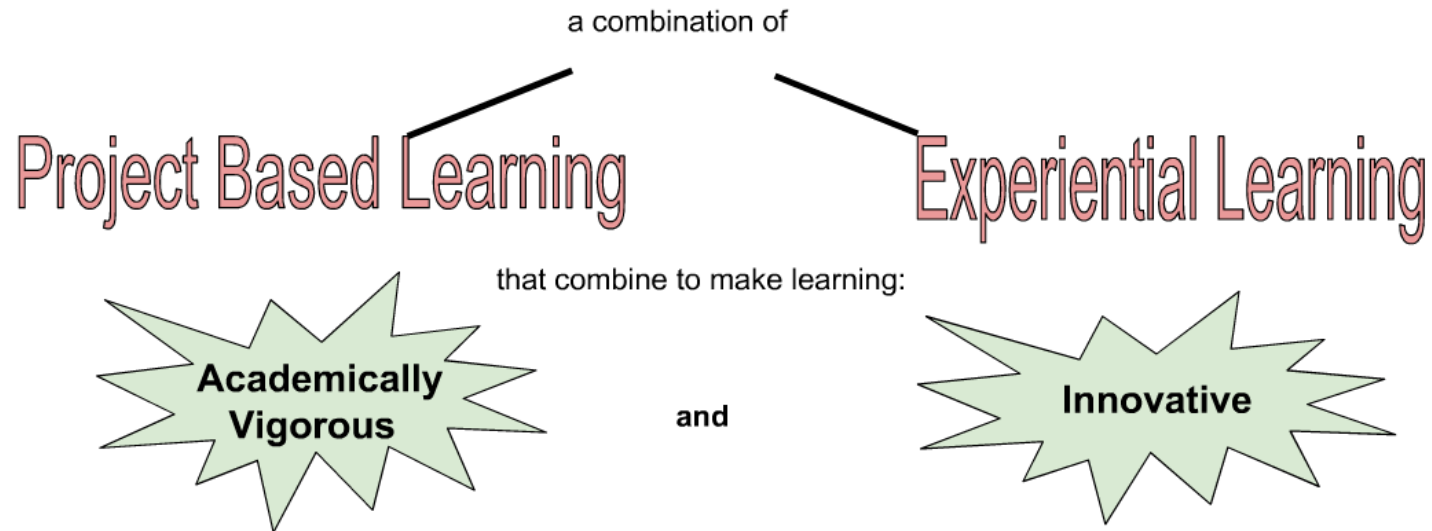 a combination of
Project Based Learning
Experiential Learning
that combine to make learning:
Academically
Vigorous
and
Innovative